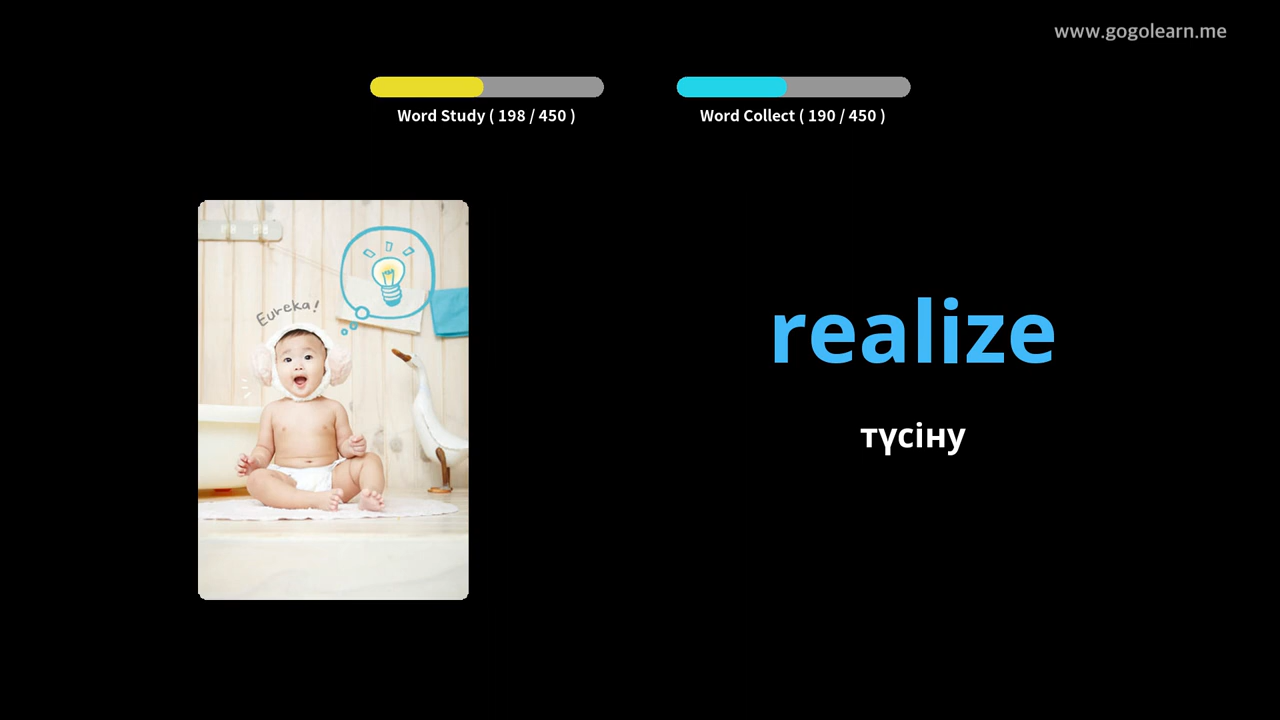 www.gogolearn.me
Word Study ( 198 / 450 )
Word Collect ( 190 / 450 )
Eureka!
realize
түсіну